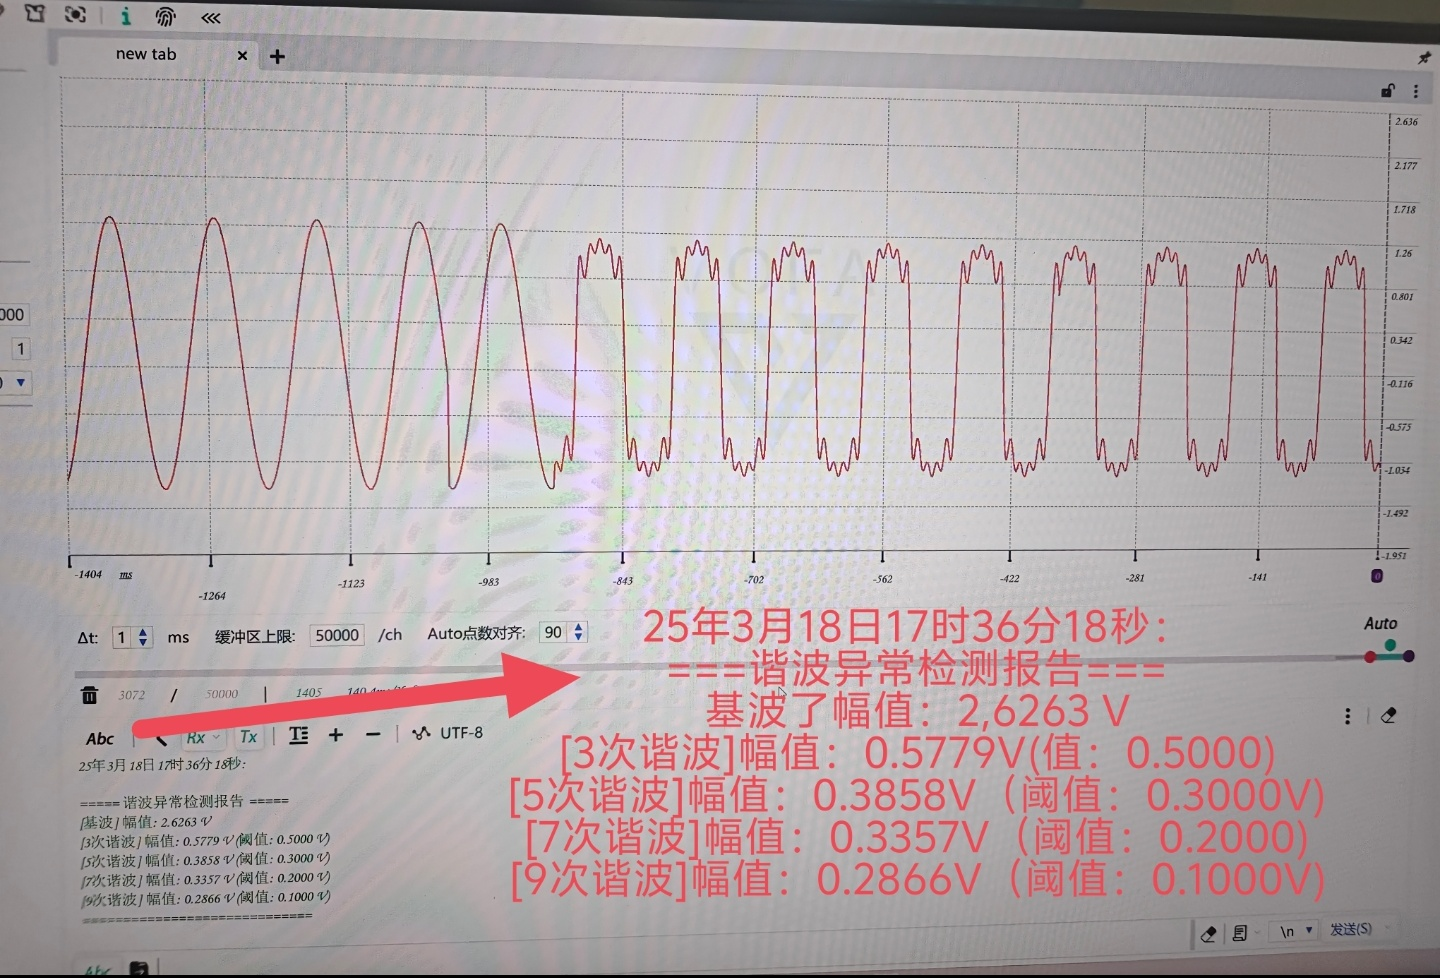 new tab
2.636
2.177
1.718
1.26
0.801
0.342
-0.116
-0.575
-1.034
-1.492
-1.951
000
1
-1404 ms
-1264
-1123
-983
-843
-702
-562
-422
-281
-141
0
Δt: 1 ms 缓冲区上限: 50000 /ch Auto点数对齐: 90
Auto
25年3月18日17时36分18秒：
===谐波异常检测报告===
基波了幅值：2,6263 V
[3次谐波]幅值：0.5779V(值：0.5000)
[5次谐波]幅值：0.3858V（阈值：0.3000V)
[7次谐波]幅值：0.3357V（阈值：0.2000)
[9次谐波]幅值：0.2866V（阈值：0.1000V)
3072 / 50000 | 1405
Abc Rx Tx UTF-8
25年3月18日17时36分18秒:
===== 谐波异常检测报告 =====
[基波] 幅值: 2.6263 V
[3次谐波] 幅值: 0.5779 V (阈值: 0.5000 V)
[5次谐波] 幅值: 0.3858 V (阈值: 0.3000 V)
[7次谐波] 幅值: 0.3357 V (阈值: 0.2000 V)
[9次谐波] 幅值: 0.2866 V (阈值: 0.1000 V)
===========================
\n 发送(S)
Abc